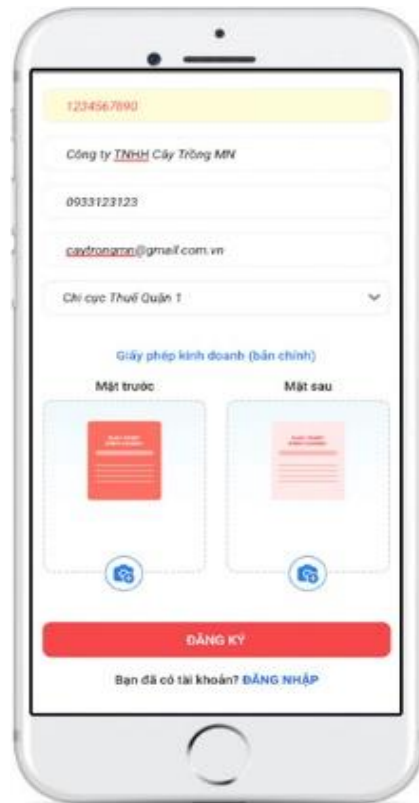 1234567890
Công ty TNHH Cây Trồng MN
0933123123
caytrongmn@gmail.com.vn
Chi cục Thuế Quận 1
Giấy phép kinh doanh (bản chính)
Mặt trước
Mặt sau
ĐĂNG KÝ
Bạn đã có tài khoản? ĐĂNG NHẬP